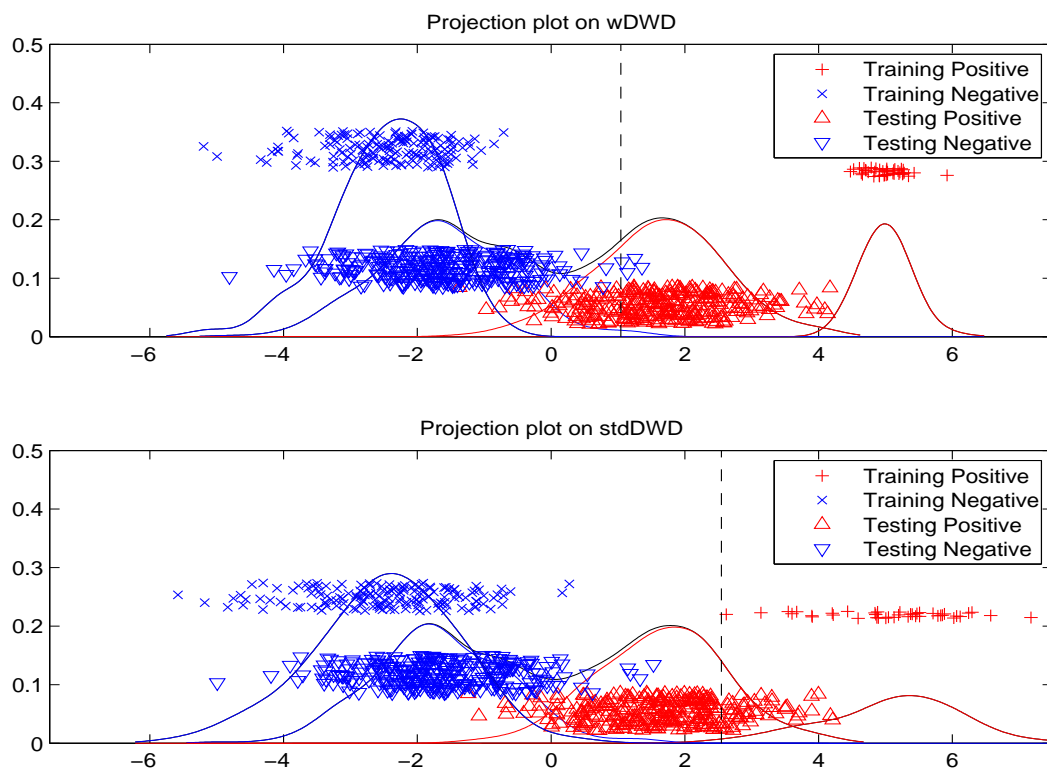 Projection plot on wDWD
0.5
0.4
0.3
0.2
0.1
0
−6
−4
−2
0
2
4
6
Training Positive
Training Negative
Testing Positive
Testing Negative
Projection plot on stdDWD
0.5
0.4
0.3
0.2
0.1
0
−6
−4
−2
0
2
4
6
Training Positive
Training Negative
Testing Positive
Testing Negative